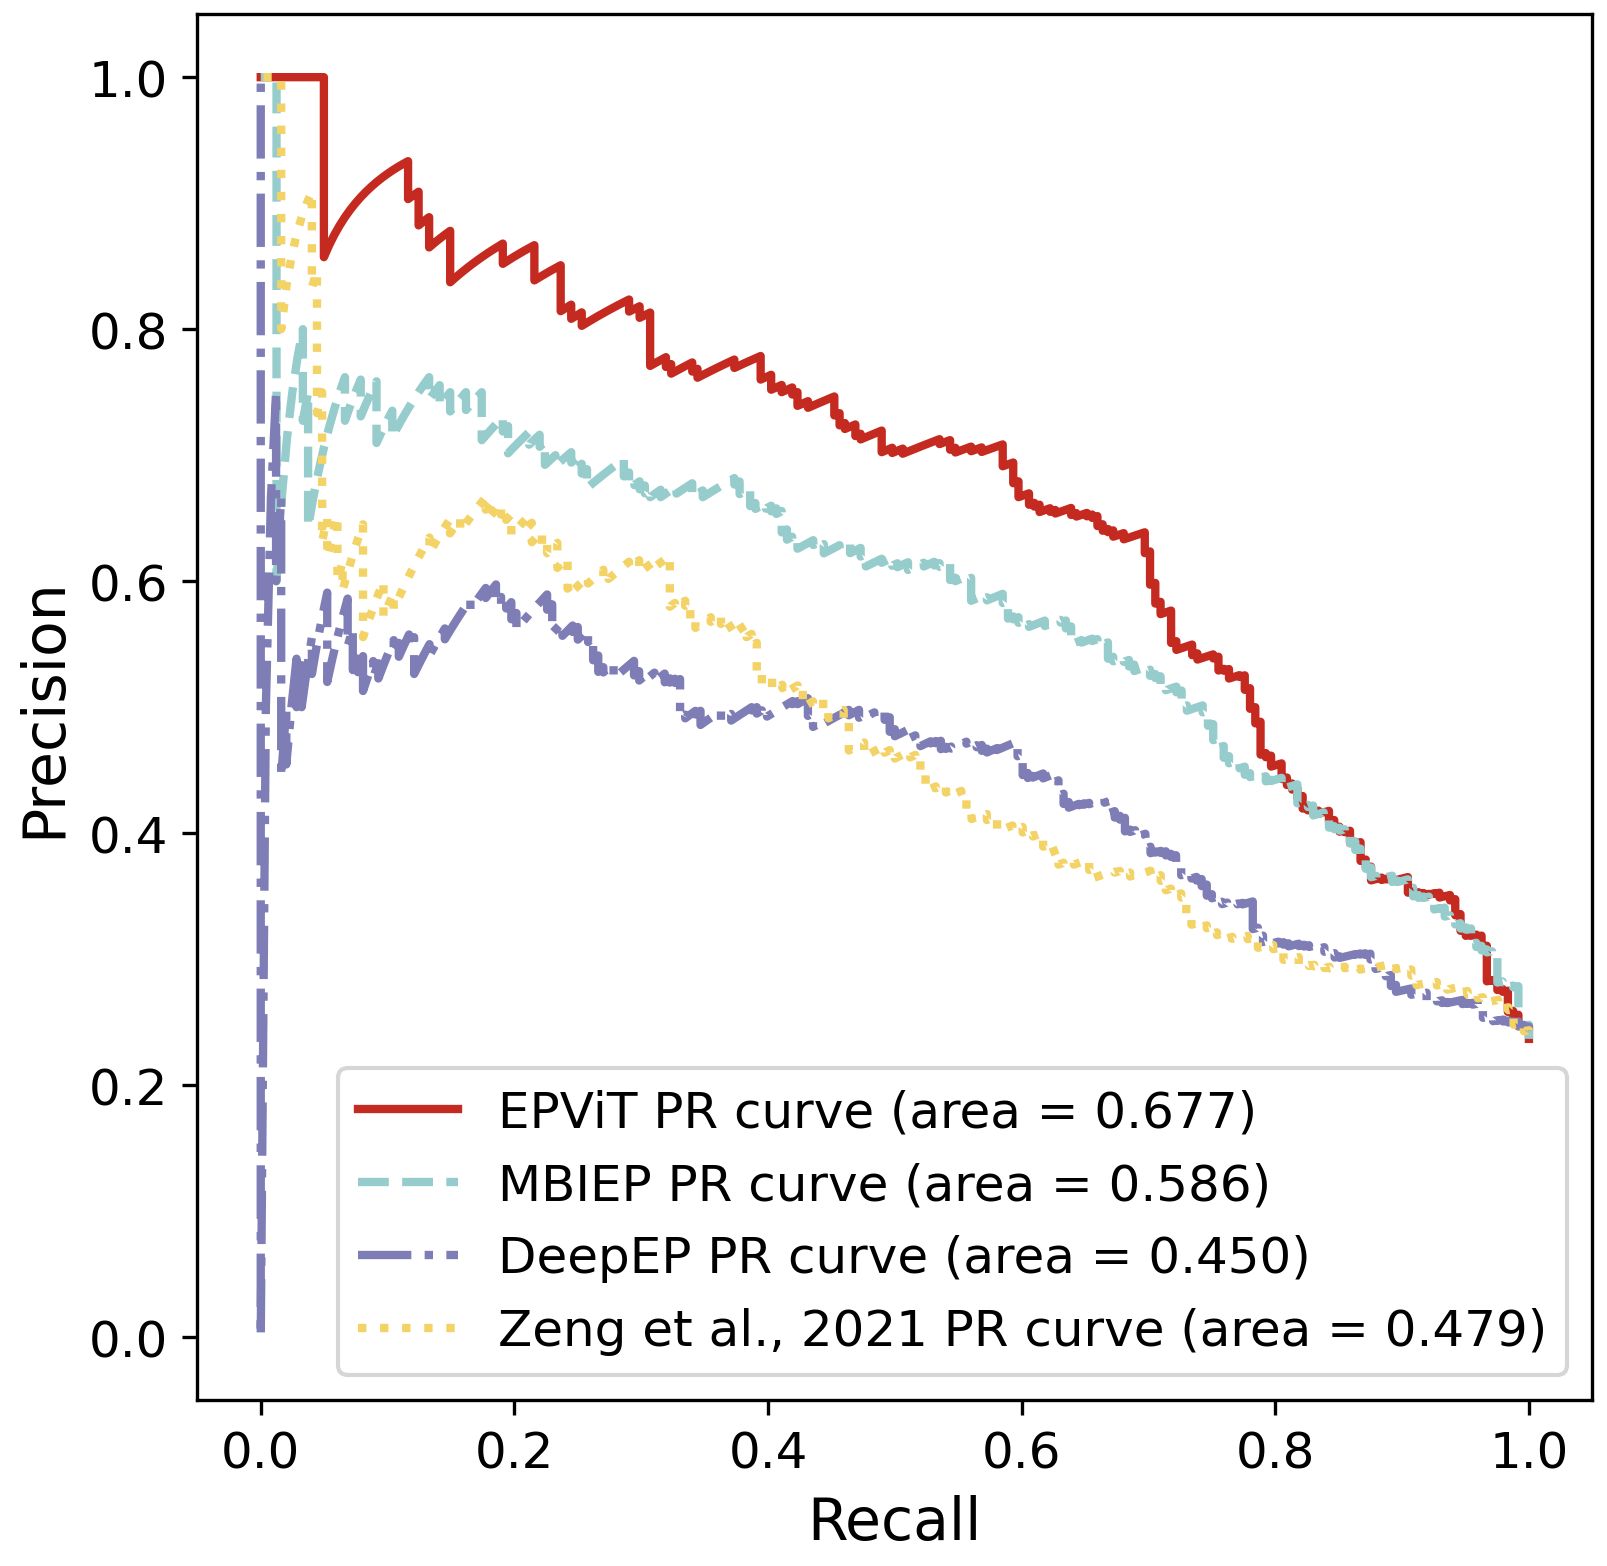 1.0
0.8
0.6
0.4
0.2
0.0
Precision
EPViT PR curve (area = 0.677)
MBIEP PR curve (area = 0.586)
DeepEP PR curve (area = 0.450)
Zeng et al., 2021 PR curve (area = 0.479)
0.0 0.2 0.4 0.6 0.8 1.0
Recall